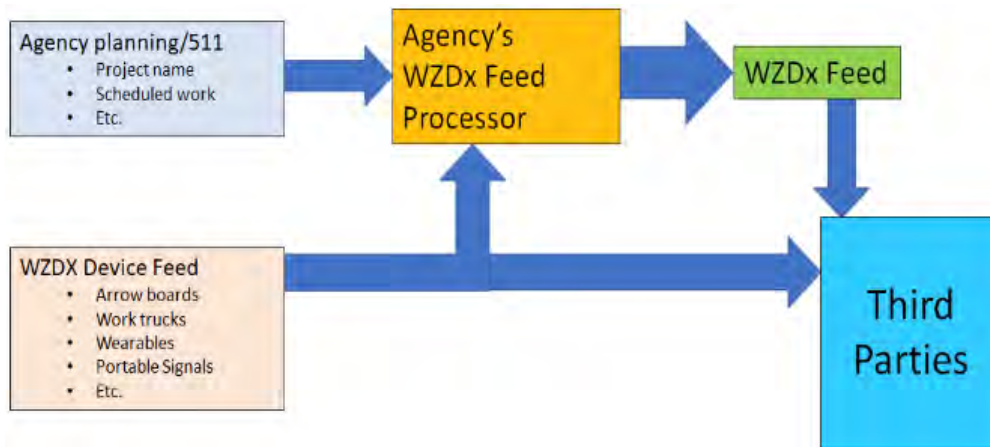 Agency planning/511
• Project name
• Scheduled work
• Etc.
Agency's
WZDx Feed
Processor
WZDx Feed
WZDX Device Feed
• Arrow boards
• Work trucks
• Wearables
• Portable Signals
• Etc.
Third
Parties